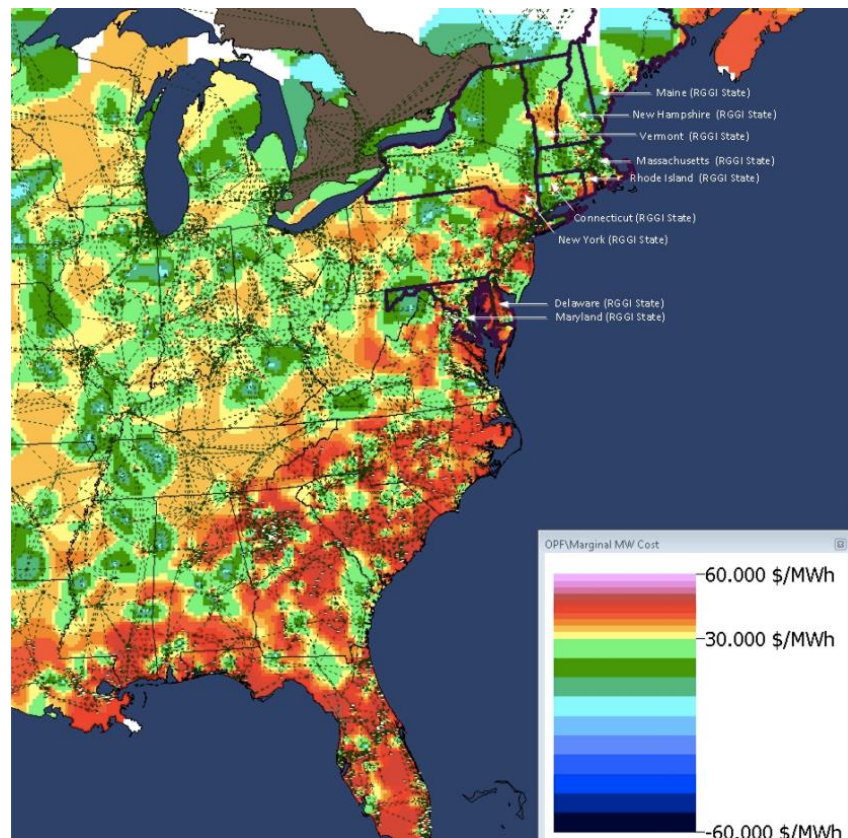 Maine (RGGI State)
New Hampshire (RGGI State)
Vermont (RGGI State)
Massachusetts (RGGI State)
Rhode Island (RGGI State)
Connecticut (RGGI State)
New York (RGGI State)
Delaware (RGGI State)
Maryland (RGGI State)
OPF\Marginal MW Cost
60.000 $/MWh
30.000 $/MWh
-60.000 $/MWh